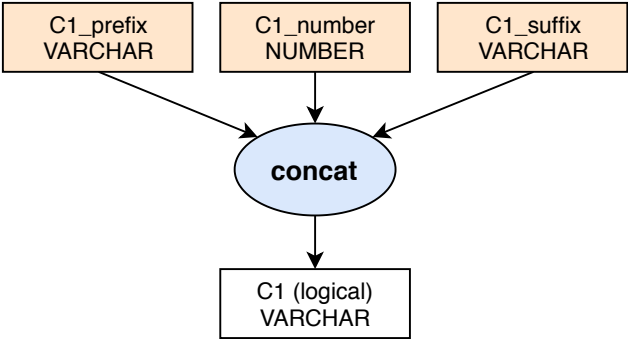 C1_prefix
VARCHAR
C1_number
NUMBER
C1_suffix
VARCHAR
concat
C1 (logical)
VARCHAR